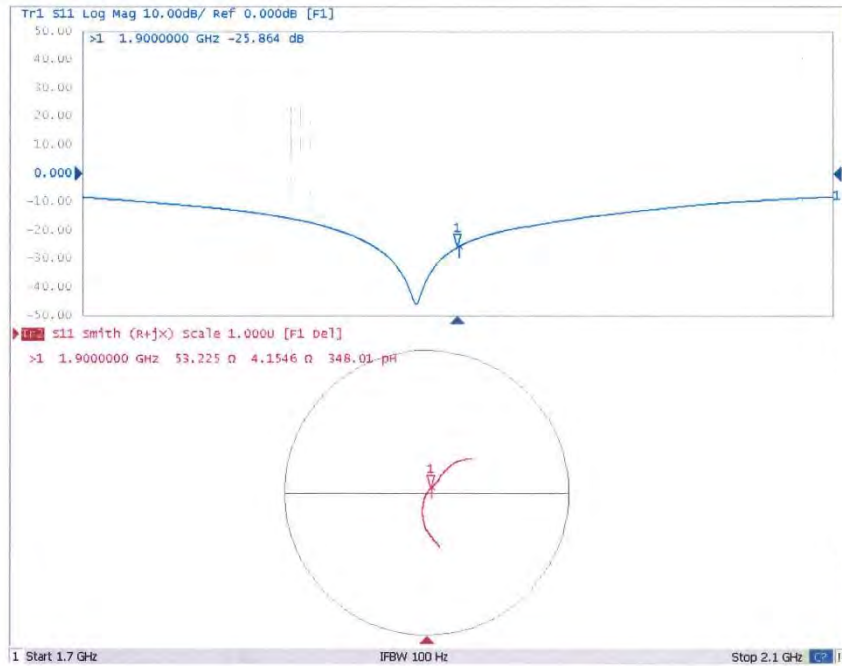 Tr1 S11 Log Mag 10.00dB/ Ref 0.000dB [F1]
50.00
>1 1.9000000 GHz -25.864 dB
40.00
30.00
20.00
10.00
0.000
-10.00
1
-20.00
1
-30.00
-40.00
-50.00
Tr2 S11 Smith (R+jX) Scale 1.000U [F1 Del]
>1 1.9000000 GHz 53.225 Ω 4.1546 Ω 348.01 pH
1
1 Start 1.7 GHz IFBW 100 Hz Stop 2.1 GHz C?